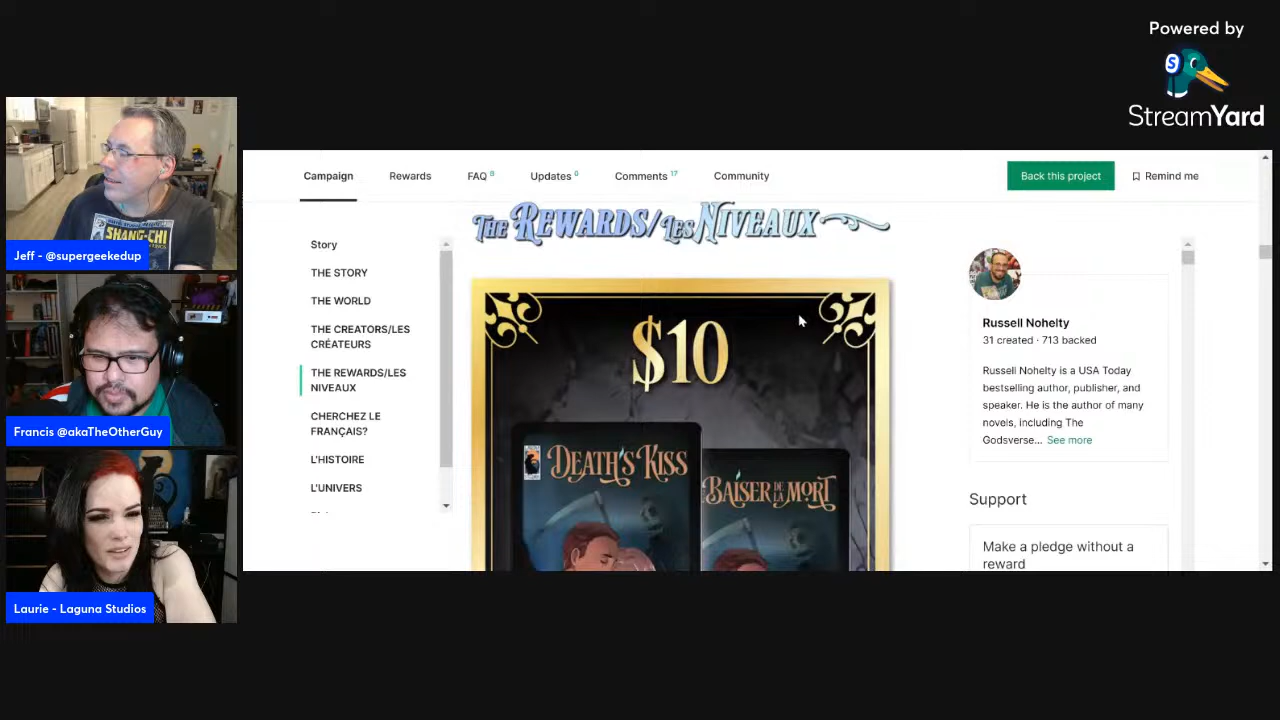 Powered by
StreamYard
Jeff - @supergeekedup
SHANG-CHI
Francis @akaTheOtherGuy
Laurie - Laguna Studios
Campaign
Rewards
FAQ 8
Updates 0
Comments 17
Community
Back this project
Remind me
Story
THE STORY
THE WORLD
THE CREATORS/LES
CRÉATEURS
THE REWARDS/LES
NIVEAUX
CHERCHEZ LE
FRANÇAIS?
L'HISTOIRE
L'UNIVERS
THE REWARDS/LES NIVEAUX
$10
DEATH'S KISS
BAISER DE LA MORT
Russell Nohelty
31 created · 713 backed
Russell Nohelty is a USA Today
bestselling author, publisher, and
speaker. He is the author of many
novels, including The
Godsverse... See more
Support
Make a pledge without a
reward